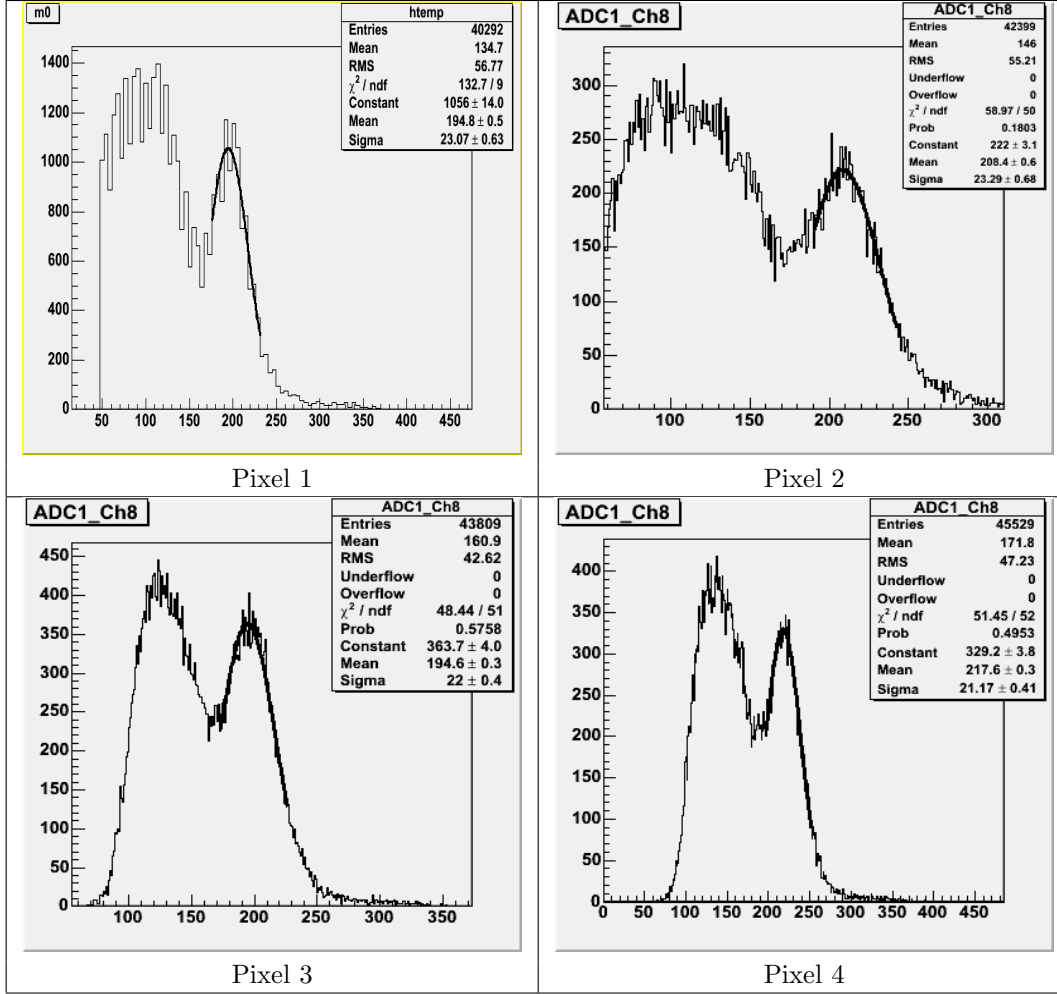 m0
htemp
Entries 40292
Mean 134.7
RMS 56.77
χ² / ndf 132.7 / 9
Constant 1056 ± 14.0
Mean 194.8 ± 0.5
Sigma 23.07 ± 0.63
1400
1200
1000
800
600
400
200
0
50 100 150 200 250 300 350 400 450
Pixel 1
ADC1_Ch8
ADC1_Ch8
Entries 42399
Mean 146
RMS 55.21
Underflow 0
Overflow 0
χ² / ndf 58.97 / 50
Prob 0.1803
Constant 222 ± 3.1
Mean 208.4 ± 0.6
Sigma 23.29 ± 0.68
300
250
200
150
100
50
0
100 150 200 250 300
Pixel 2
ADC1_Ch8
ADC1_Ch8
Entries 43809
Mean 160.9
RMS 42.62
Underflow 0
Overflow 0
χ² / ndf 48.44 / 51
Prob 0.5758
Constant 363.7 ± 4.0
Mean 194.6 ± 0.3
Sigma 22 ± 0.4
450
400
350
300
250
200
150
100
50
0
100 150 200 250 300 350
Pixel 3
ADC1_Ch8
ADC1_Ch8
Entries 45529
Mean 171.8
RMS 47.23
Underflow 0
Overflow 0
χ² / ndf 51.45 / 52
Prob 0.4953
Constant 329.2 ± 3.8
Mean 217.6 ± 0.3
Sigma 21.17 ± 0.41
400
350
300
250
200
150
100
50
0
0 50 100 150 200 250 300 350 400 450
Pixel 4